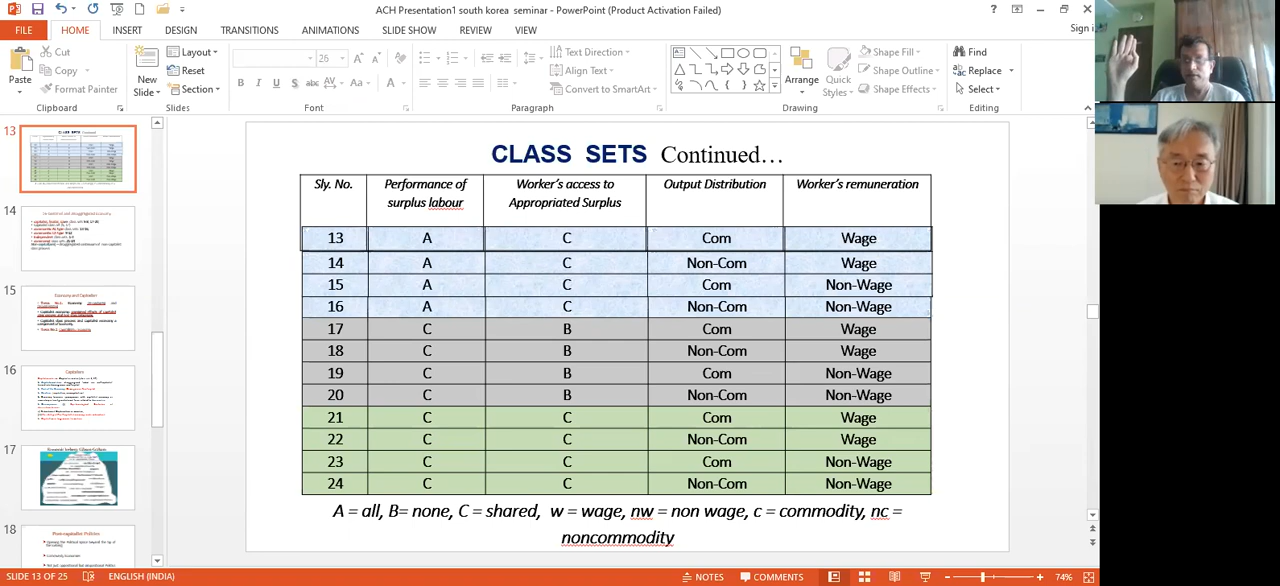 ACH Presentation1 south korea seminar - PowerPoint (Product Activation Failed)
FILE HOME INSERT DESIGN TRANSITIONS ANIMATIONS SLIDE SHOW REVIEW VIEW Sign i
Paste
Cut
Copy
Format Painter
Clipboard
New
Slide
Layout
Reset
Section
Slides
26
Font
Text Direction
Align Text
Convert to SmartArt
Paragraph
Arrange
Quick
Styles
Shape Fill
Shape Outline
Shape Effects
Drawing
Find
Replace
Select
Editing
13
14
15
16
17
18
CLASS SETS Continued…
Sly. No. Performance of surplus labour Worker's access to Appropriated Surplus Output Distribution Worker's remuneration
13 A C Com Wage
14 A C Non-Com Wage
15 A C Com Non-Wage
16 A C Non-Com Non-Wage
17 C B Com Wage
18 C B Non-Com Wage
19 C B Com Non-Wage
20 C B Non-Com Non-Wage
21 C C Com Wage
22 C C Non-Com Wage
23 C C Com Non-Wage
24 C C Non-Com Non-Wage
A = all, B= none, C = shared, w = wage, nw = non wage, c = commodity, nc =
noncommodity
SLIDE 13 OF 25 ENGLISH (INDIA) NOTES COMMENTS 74%